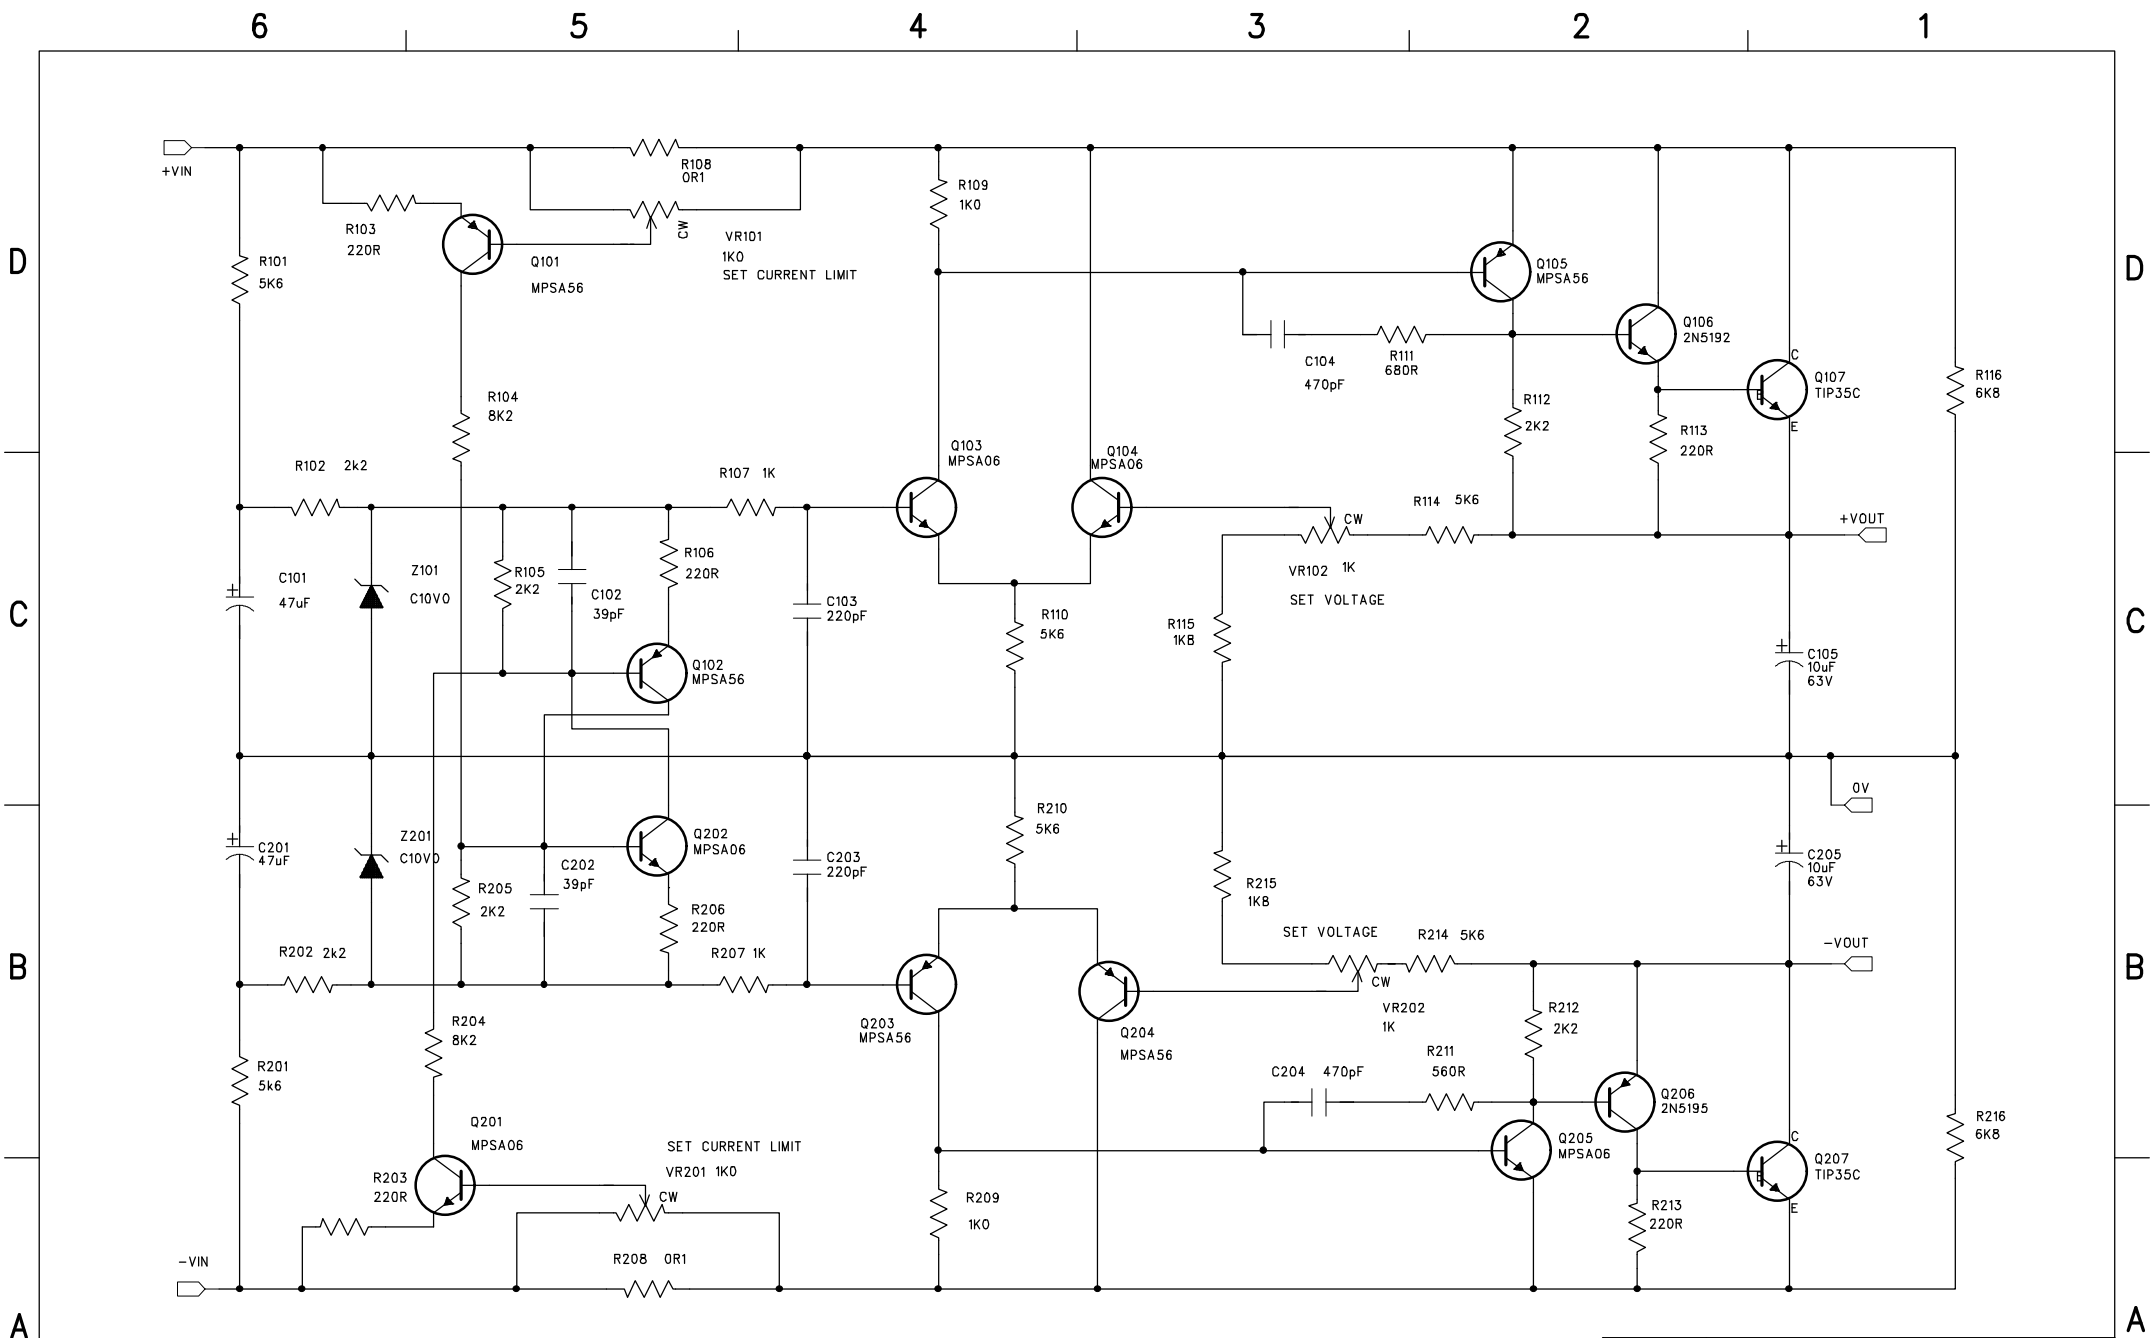 6 5 4 3 2 1
D
D
C
C
B
B
A
A
+VIN
R108
0R1
R103
220R
R101
5K6
Q101
MPSA56
VR101
1K0
SET CURRENT LIMIT
CW
R109
1K0
Q105
MPSA56
Q106
2N5192
C104
470pF
R111
680R
C
B
E
Q107
TIP35C
R116
6K8
R104
8K2
R112
2K2
R113
220R
R102 2k2
R107 1K
Q103
MPSA06
Q104
MPSA06
R114 5K6
CW
+VOUT
VR102 1K
SET VOLTAGE
C101
+
47uF
Z101
C10V0
R105
2K2
C102
39pF
R106
220R
C103
220pF
R110
5K6
R115
1K8
Q102
MPSA56
+
C105
10uF
63V
0V
R210
5K6
+
C201
47uF
Z201
C10V0
Q202
MPSA06
C202
39pF
C203
220pF
R205
2K2
R206
220R
R215
1K8
+
C205
10uF
63V
R202 2k2
R207 1K
SET VOLTAGE
R214 5K6
-VOUT
CW
VR202
1K
R212
2K2
R204
8K2
Q203
MPSA56
Q204
MPSA56
R201
5k6
C204 470pF
R211
560R
Q206
2N5195
Q201
MPSA06
SET CURRENT LIMIT
VR201 1K0
CW
Q205
MPSA06
C
B
E
Q207
TIP35C
R216
6K8
R203
220R
R209
1K0
R213
220R
-VIN
R208 0R1